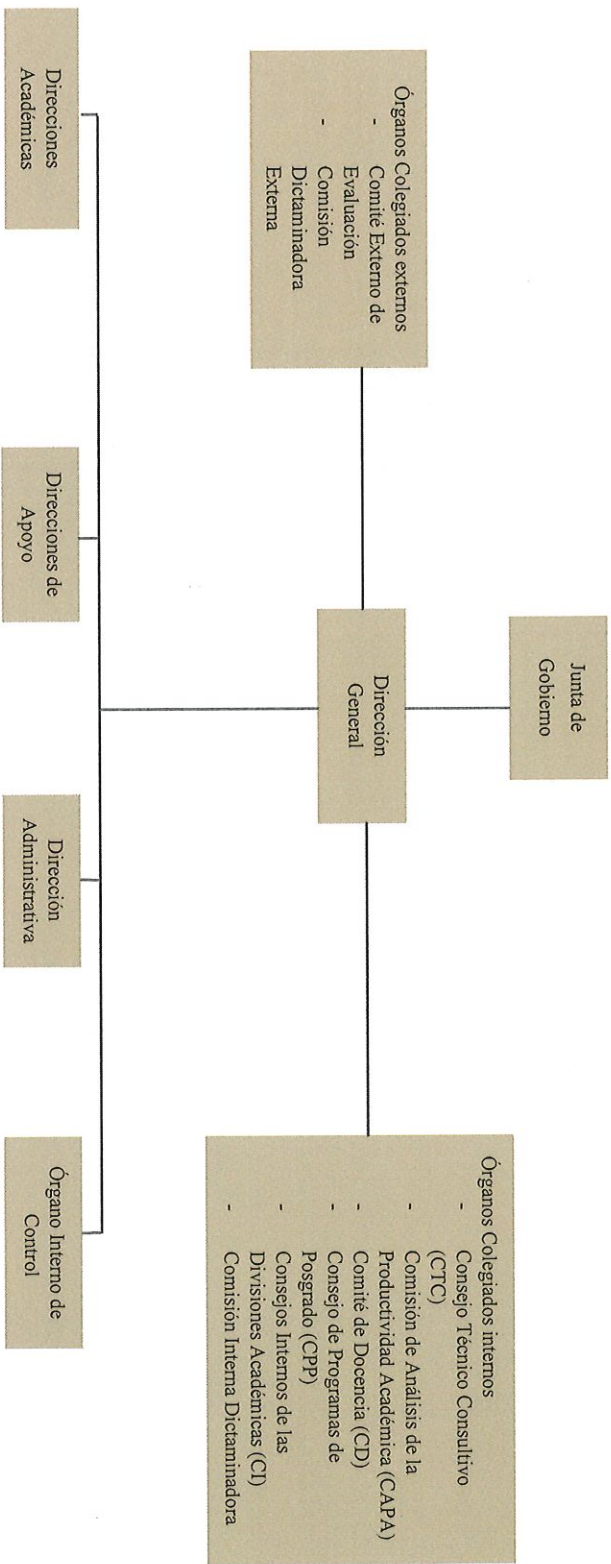 Junta de
Gobierno
Órganos Colegiados externos
- Comité Externo de
Evaluación
- Comisión
Dictaminadora
Externa
Dirección
General
Órganos Colegiados internos
- Consejo Técnico Consultivo
(CTC)
- Comisión de Análisis de la
Productividad Académica (CAPA)
- Comité de Docencia (CD)
- Consejo de Programas de
Posgrado (CPP)
- Consejos Internos de las
Divisiones Académicas (CI)
- Comisión Interna Dictaminadora
Direcciones
Académicas
Direcciones de
Apoyo
Dirección
Administrativa
Órgano Interno de
Control